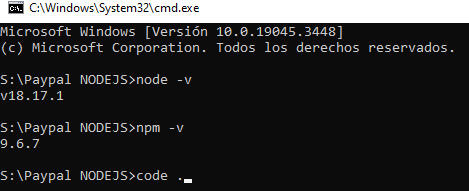 C:\Windows\System32\cmd.exe
Microsoft Windows [Versión 10.0.19045.3448]
(c) Microsoft Corporation. Todos los derechos reservados.
S:\Paypal NODEJS>node -v
v18.17.1
S:\Paypal NODEJS>npm -v
9.6.7
S:\Paypal NODEJS>code .